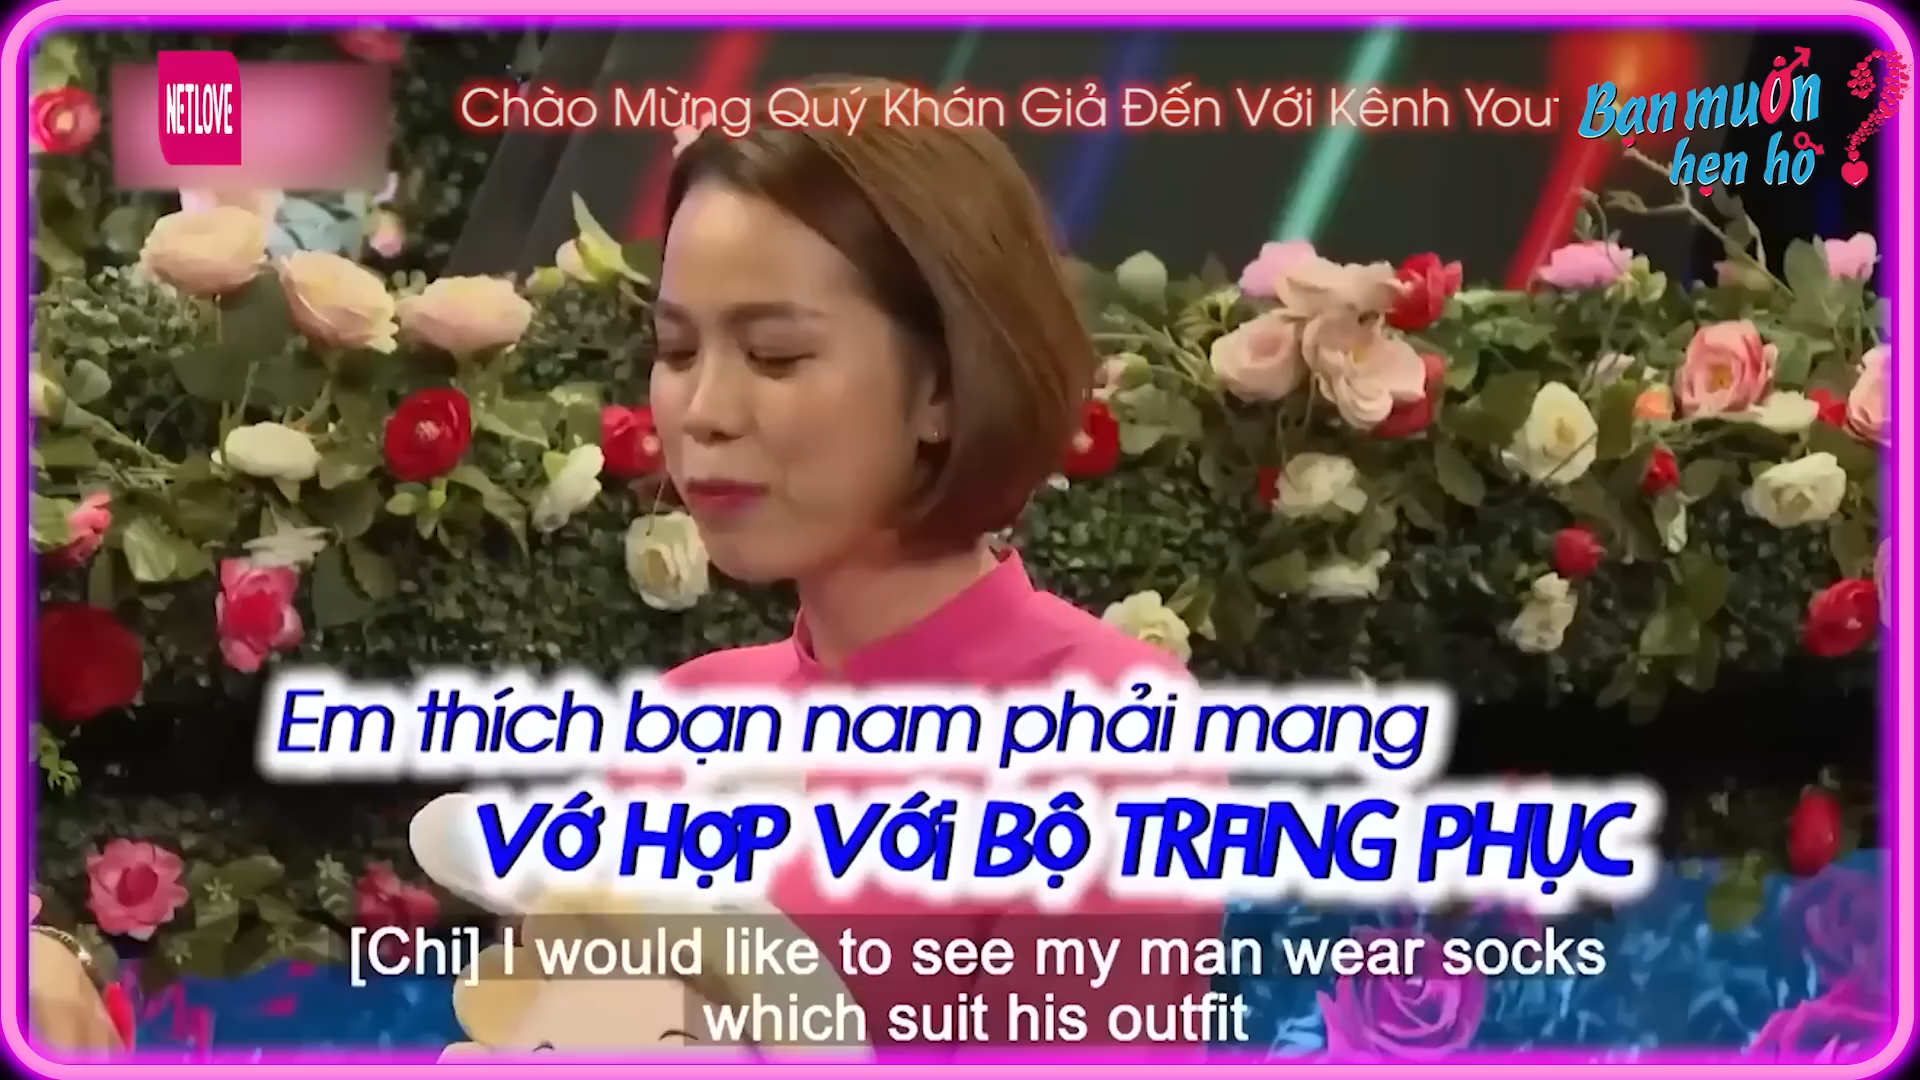 NETLOVE
Chào Mừng Quý Khán Giả Đến Với Kênh
Bạn muốn
hẹn hò ?
Em thích bạn nam phải mang
VỚ HỢP VỚI BỘ TRANG PHỤC
[Chi] I would like to see my man wear socks
which suit his outfit